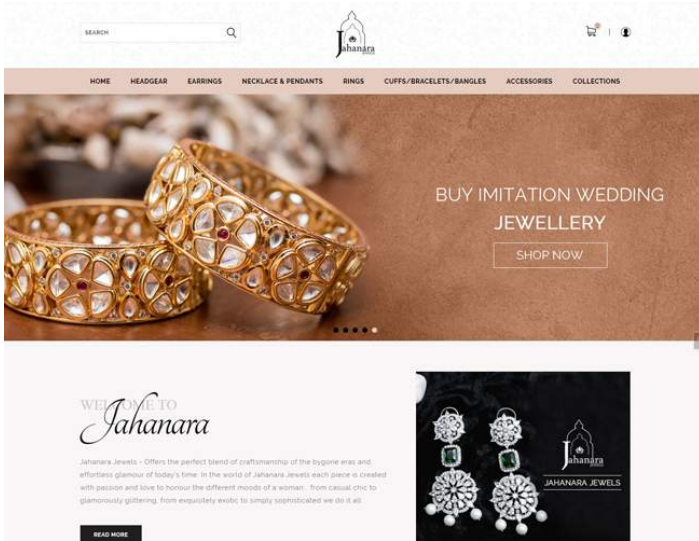 SEARCH
Jahanara
HOME HEADGEAR EARRINGS NECKLACE & PENDANTS RINGS CUFFS/BRACELETS/BANGLES ACCESSORIES COLLECTIONS
BUY IMITATION WEDDING
JEWELLERY
SHOP NOW
WELCOME TO
Jahanara
Jahanara Jewels - Offers the perfect blend of craftsmanship of the bygone eras and
effortless glamour of today's time. In the world of Jahanara Jewels each piece is created
with passion and love to honour the different moods of a woman. from casual chic to
glamorously glittering, from exquisitely exotic to simply sophisticated we do it all.
READ MORE
Jahanara
JAHANARA JEWELS